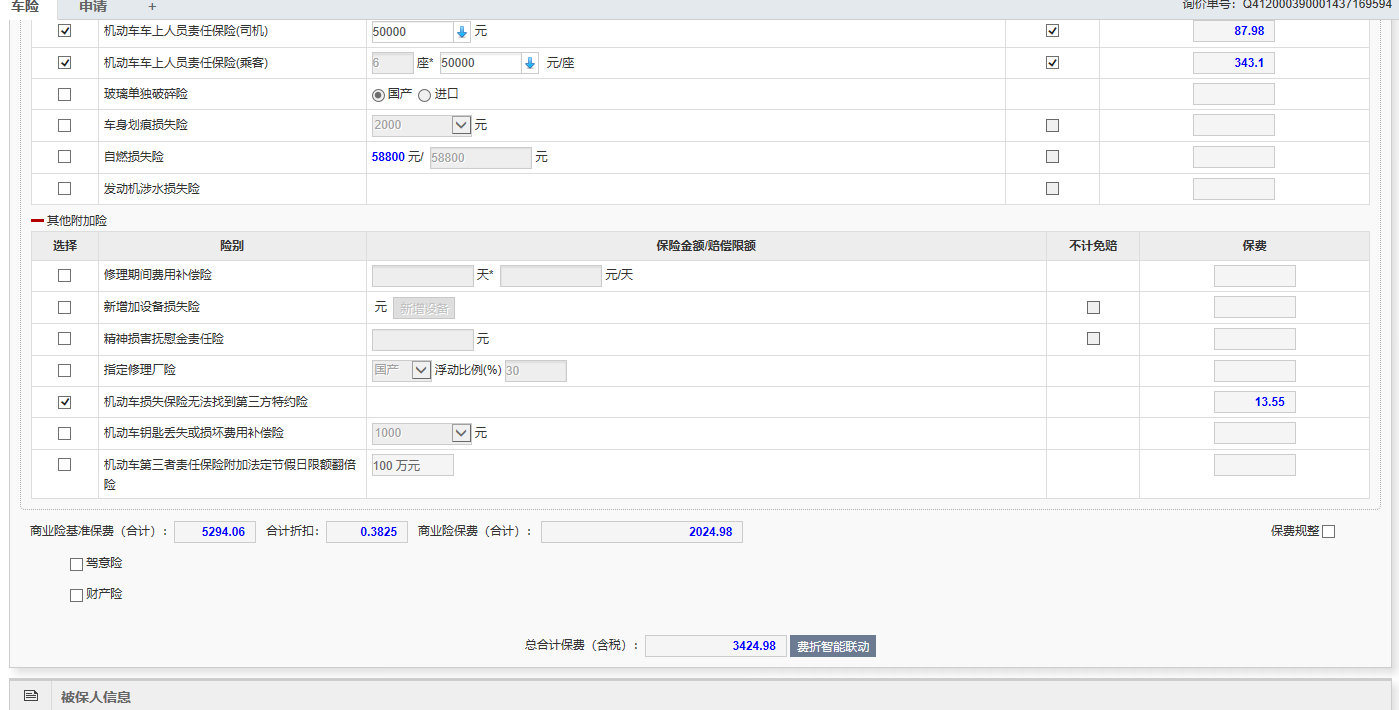 车险 申请 + 询价单号：Q412000390001437169594
机动车车上人员责任保险(司机) 50000 元 87.98
机动车车上人员责任保险(乘客) 6 座* 50000 元/座 343.1
玻璃单独破碎险 国产 进口
车身划痕损失险 2000 元
自燃损失险 58800 元/ 58800 元
发动机涉水损失险
其他附加险
选择 险别 保险金额/赔偿限额 不计免赔 保费
修理期间费用补偿险 天* 元/天
新增加设备损失险 元 新增设备
精神损害抚慰金责任险 元
指定修理厂险 国产 浮动比例(%) 30
机动车损失保险无法找到第三方特约险 13.55
机动车钥匙丢失或损坏费用补偿险 1000 元
机动车第三者责任保险附加法定节假日限额翻倍 100 万元
险
商业险基准保费（合计）： 5294.06 合计折扣： 0.3825 商业险保费（合计）： 2024.98 保费规整
驾意险
财产险
总合计保费（含税）： 3424.98 费折智能联动
被保人信息